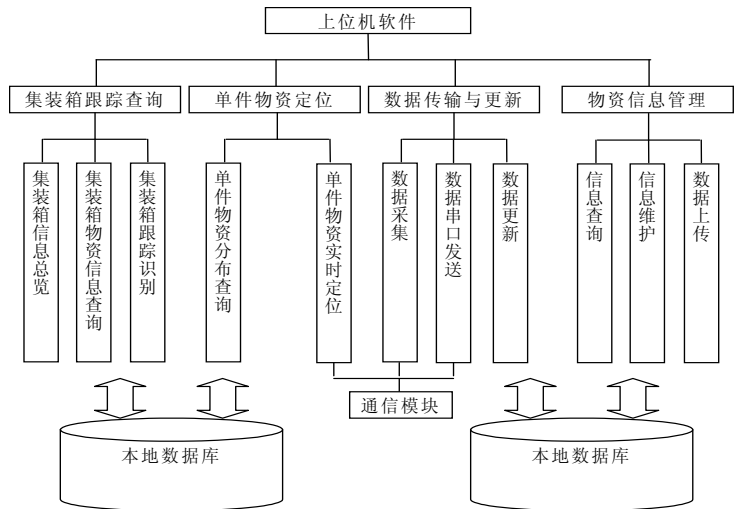 上位机软件
集装箱跟踪查询
单件物资定位
数据传输与更新
物资信息管理
集装箱信息总览
集装箱物资信息查询
集装箱跟踪识别
单件物资分布查询
单件物资实时定位
数据采集
数据串口发送
数据更新
信息查询
信息维护
数据上传
通信模块
本地数据库
本地数据库